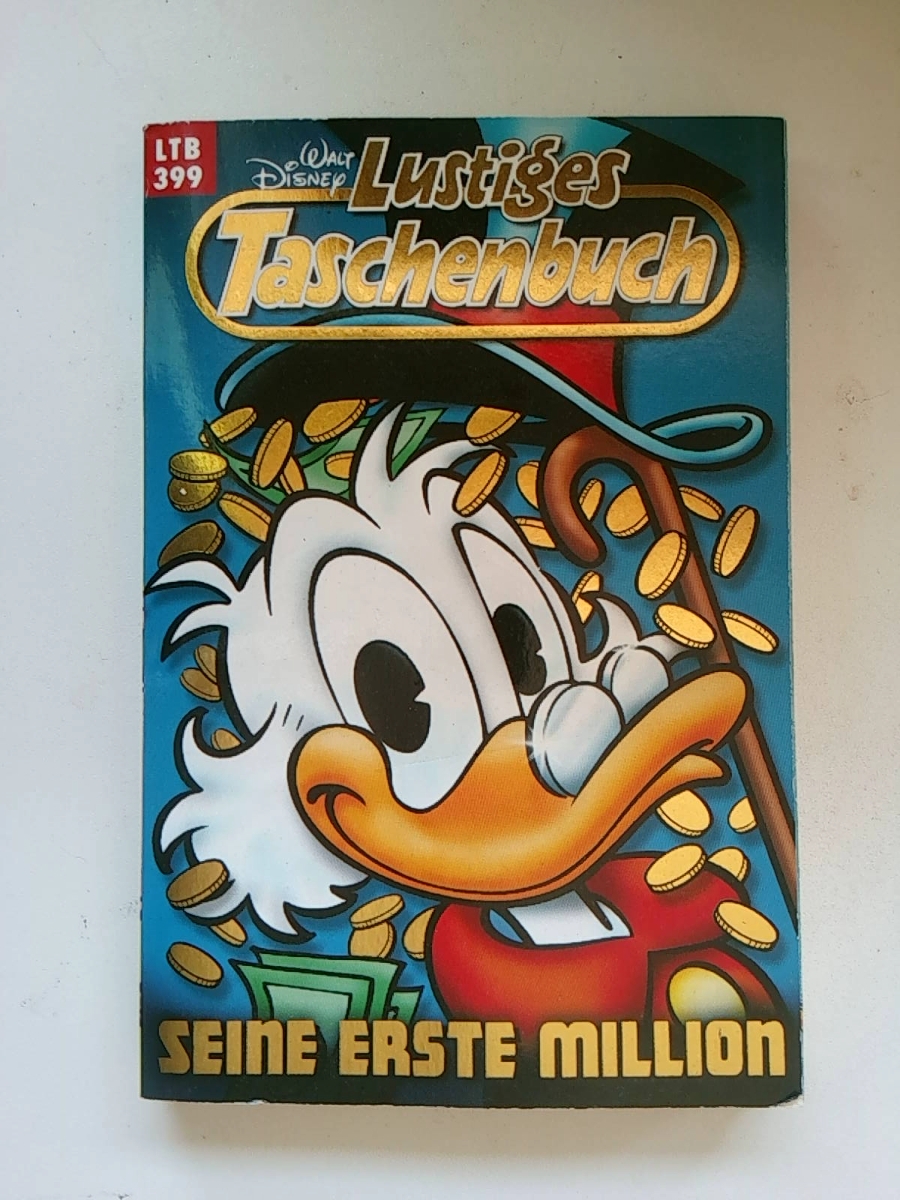 LTB
399
WALT
DISNEY
Lustiges
Taschenbuch
SEINE ERSTE MILLION